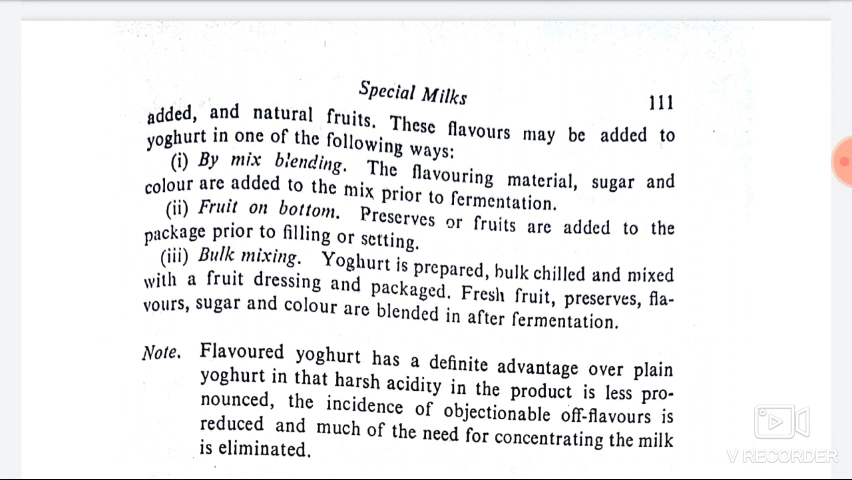 Special Milks 111
added, and natural fruits. These flavours may be added to
yoghurt in one of the following ways:
(i) By mix blending. The flavouring material, sugar and
colour are added to the mix prior to fermentation.
(ii) Fruit on bottom. Preserves or fruits are added to the
package prior to filling or setting.
(iii) Bulk mixing. Yoghurt is prepared, bulk chilled and mixed
with a fruit dressing and packaged. Fresh fruit, preserves, fla-
vours, sugar and colour are blended in after fermentation.
Note. Flavoured yoghurt has a definite advantage over plain
yoghurt in that harsh acidity in the product is less pro-
nounced, the incidence of objectionable off-flavours is
reduced and much of the need for concentrating the milk
is eliminated.
V RECORDER